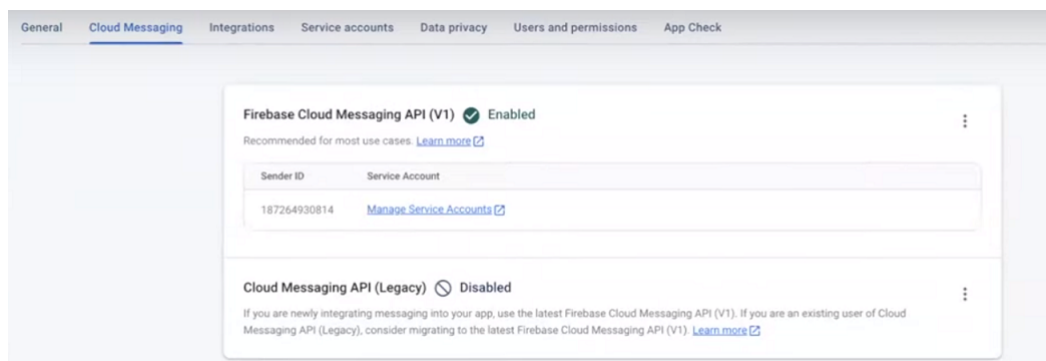 General Cloud Messaging Integrations Service accounts Data privacy Users and permissions App Check
Firebase Cloud Messaging API (V1) Enabled
Recommended for most use cases. Learn more
Sender ID Service Account
187264930814 Manage Service Accounts
Cloud Messaging API (Legacy) Disabled
If you are newly integrating messaging into your app, use the latest Firebase Cloud Messaging API (V1). If you are an existing user of Cloud
Messaging API (Legacy), consider migrating to the latest Firebase Cloud Messaging API (V1). Learn more